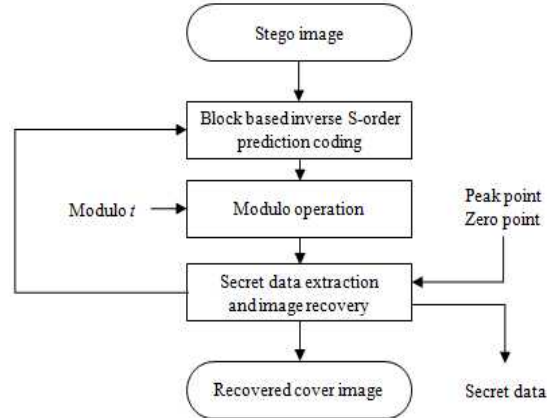 Stego image
Block based inverse S-order
prediction coding
Modulo t
Modulo operation
Peak point
Zero point
Secret data extraction
and image recovery
Recovered cover image
Secret data